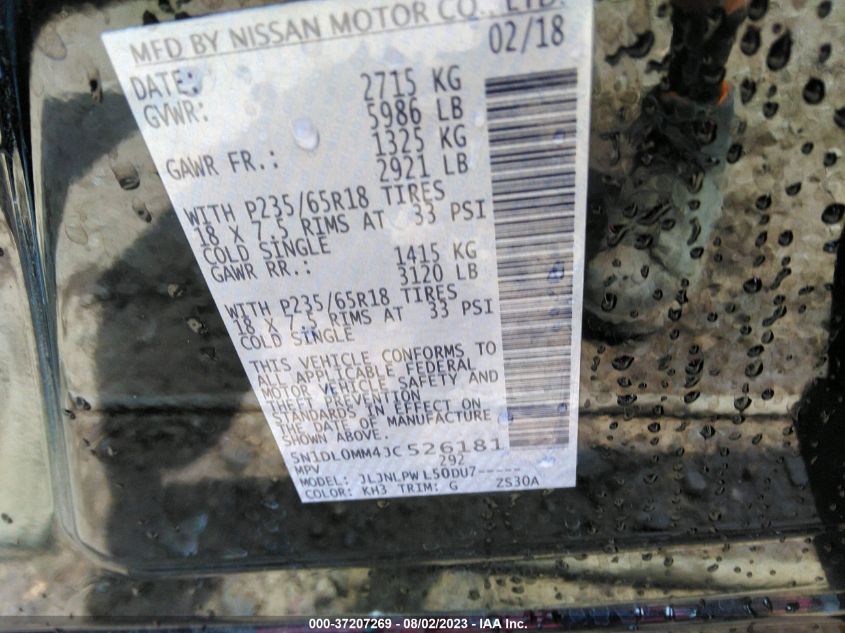 MFD BY NISSAN MOTOR CO., LTD.
DATE: 02/18
GVWR: 2715 KG
5986 LB
GAWR FR.: 1325 KG
2921 LB
WITH P235/65R18 TIRES
18 X 7.5 RIMS AT 33 PSI
COLD SINGLE
GAWR RR.: 1415 KG
3120 LB
WITH P235/65R18 TIRES
18 X 7.5 RIMS AT 33 PSI
COLD SINGLE
THIS VEHICLE CONFORMS TO
ALL APPLICABLE FEDERAL
MOTOR VEHICLE SAFETY AND
THEFT PREVENTION
STANDARDS IN EFFECT ON
THE DATE OF MANUFACTURE
SHOWN ABOVE.
5N1DL0MM4JC526181
MPV 292
MODEL: JLJNLPWL50DU7-----
COLOR: KH3 TRIM: G ZS30A
000-37207269 - 08/02/2023 - IAA Inc.